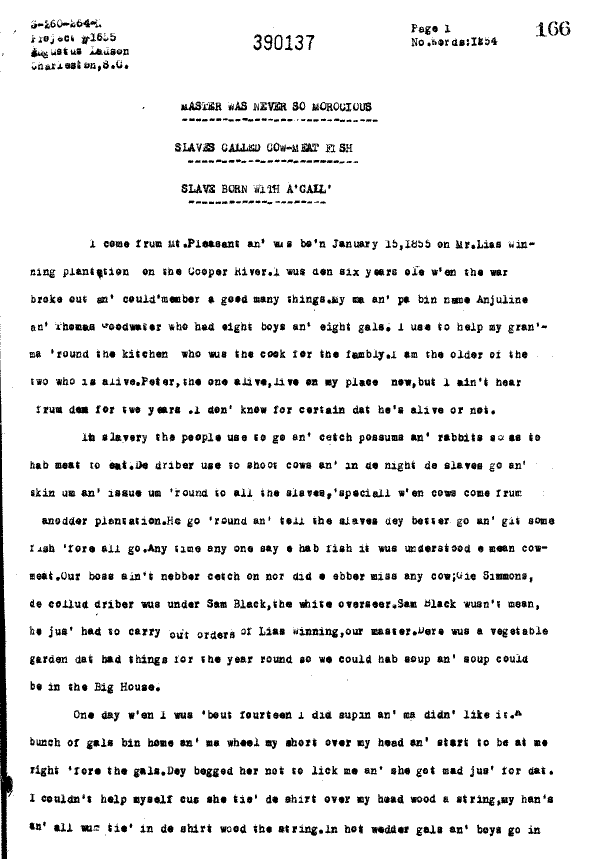 S-260-264-N
Project #1655
Augustus Ladson
Charleston, S.C.
390137
Page 1
No.Words:1254
166
MASTER WAS NEVER SO MOROCIOUS
SLAVES CALLED COW-MEAT FISH
SLAVE BORN WITH A'CALL'
I come frum Mt.Pleasant an' was be'n January 15,1855 on Mr.Lias Win-
ning plantation on the Cooper River.I wus den six years ole w'en the war
broke out an' could'member a good many things.My ma an' pa bin name Anjuline
an' Thomas Goodwater who had eight boys an' eight gals. I use to help my gran'-
ma 'round the kitchen who wus the cook for the fambly.I am the older of the
two who is alive.Peter,the one alive,live on my place now,but I ain't hear
frum dem for two years .I don' know for certain dat he's alive or not.
In slavery the people use to go an' cetch possums an' rabbits so as to
hab meat to eat.De driber use to shoot cows an' in de night de slaves go an'
skin um an' issue um 'round to all the slaves,'speciall w'en cows come frum
anodder plantation.He go 'round an' tell the slaves dey better go an' git some
fish 'fore all go.Any time any one say e hab fish it wus understood e mean cow-
meat.Our boss ain't nebber cetch on nor did e ebber miss any cow;Gie Simmons,
de collud driber wus under Sam Black,the white overseer.Sam Black wusn't mean,
he jus' had to carry out orders of Lias Winning,our master.Dere wus a vegetable
garden dat had things for the year round so we could hab soup an' soup could
be in the Big House.
One day w'en I wus 'bout fourteen I did supin an' ma didn' like it.A
bunch of gals bin home an' ma wheel my short over my head an' start to be at me
right 'fore the gals.Dey begged her not to lick me an' she got mad jus' for dat.
I couldn't help myself cus she tie' de shirt over my head wood a string,my han's
an' all wus tie' in de shirt wood the string.In hot wedder gals an' boys go in